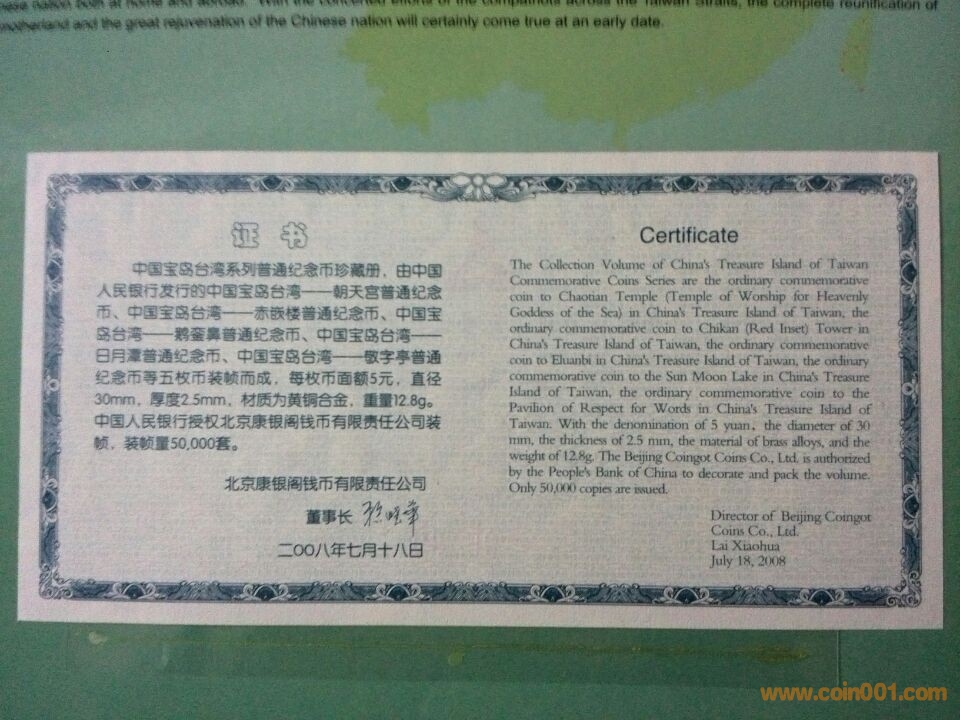 nese nation both at home and abroad. With the concerted efforts of the compatriots across the Taiwan Straits, the complete reunification of
motherland and the great rejuvenation of the Chinese nation will certainly come true at an early date.
证 书
中国宝岛台湾系列普通纪念币珍藏册，由中国
人民银行发行的中国宝岛台湾——朝天宫普通纪念
币、中国宝岛台湾——赤嵌楼普通纪念币、中国宝
岛台湾——鹅銮鼻普通纪念币、中国宝岛台湾——
日月潭普通纪念币、中国宝岛台湾——敬字亭普通
纪念币等五枚币装帧而成，每枚币面额5元，直径
30mm，厚度2.5mm，材质为黄铜合金，重量12.8g。
中国人民银行授权北京康银阁钱币有限责任公司装
帧，装帧量50,000套。
北京康银阁钱币有限责任公司
董事长
二〇〇八年七月十八日
Certificate
The Collection Volume of China's Treasure Island of Taiwan
Commemorative Coins Series are the ordinary commemorative
coin to Chaotian Temple (Temple of Worship for Heavenly
Goddess of the Sea) in China's Treasure Island of Taiwan, the
ordinary commemorative coin to Chikan (Red Inset) Tower in
China's Treasure Island of Taiwan, the ordinary commemorative
coin to Eluanbi in China's Treasure Island of Taiwan, the ordinary
commemorative coin to the Sun Moon Lake in China's Treasure
Island of Taiwan, the ordinary commemorative coin to the
Pavilion of Respect for Words in China's Treasure Island of
Taiwan. With the denomination of 5 yuan, the diameter of 30
mm, the thickness of 2.5 mm, the material of brass alloys, and the
weight of 12.8g. The Beijing Coingot Coins Co., Ltd. is authorized
by the People's Bank of China to decorate and pack the volume.
Only 50,000 copies are issued.
Director of Beijing Coingot
Coins Co., Ltd.
Lai Xiaohua
July 18, 2008
www.coin001.com